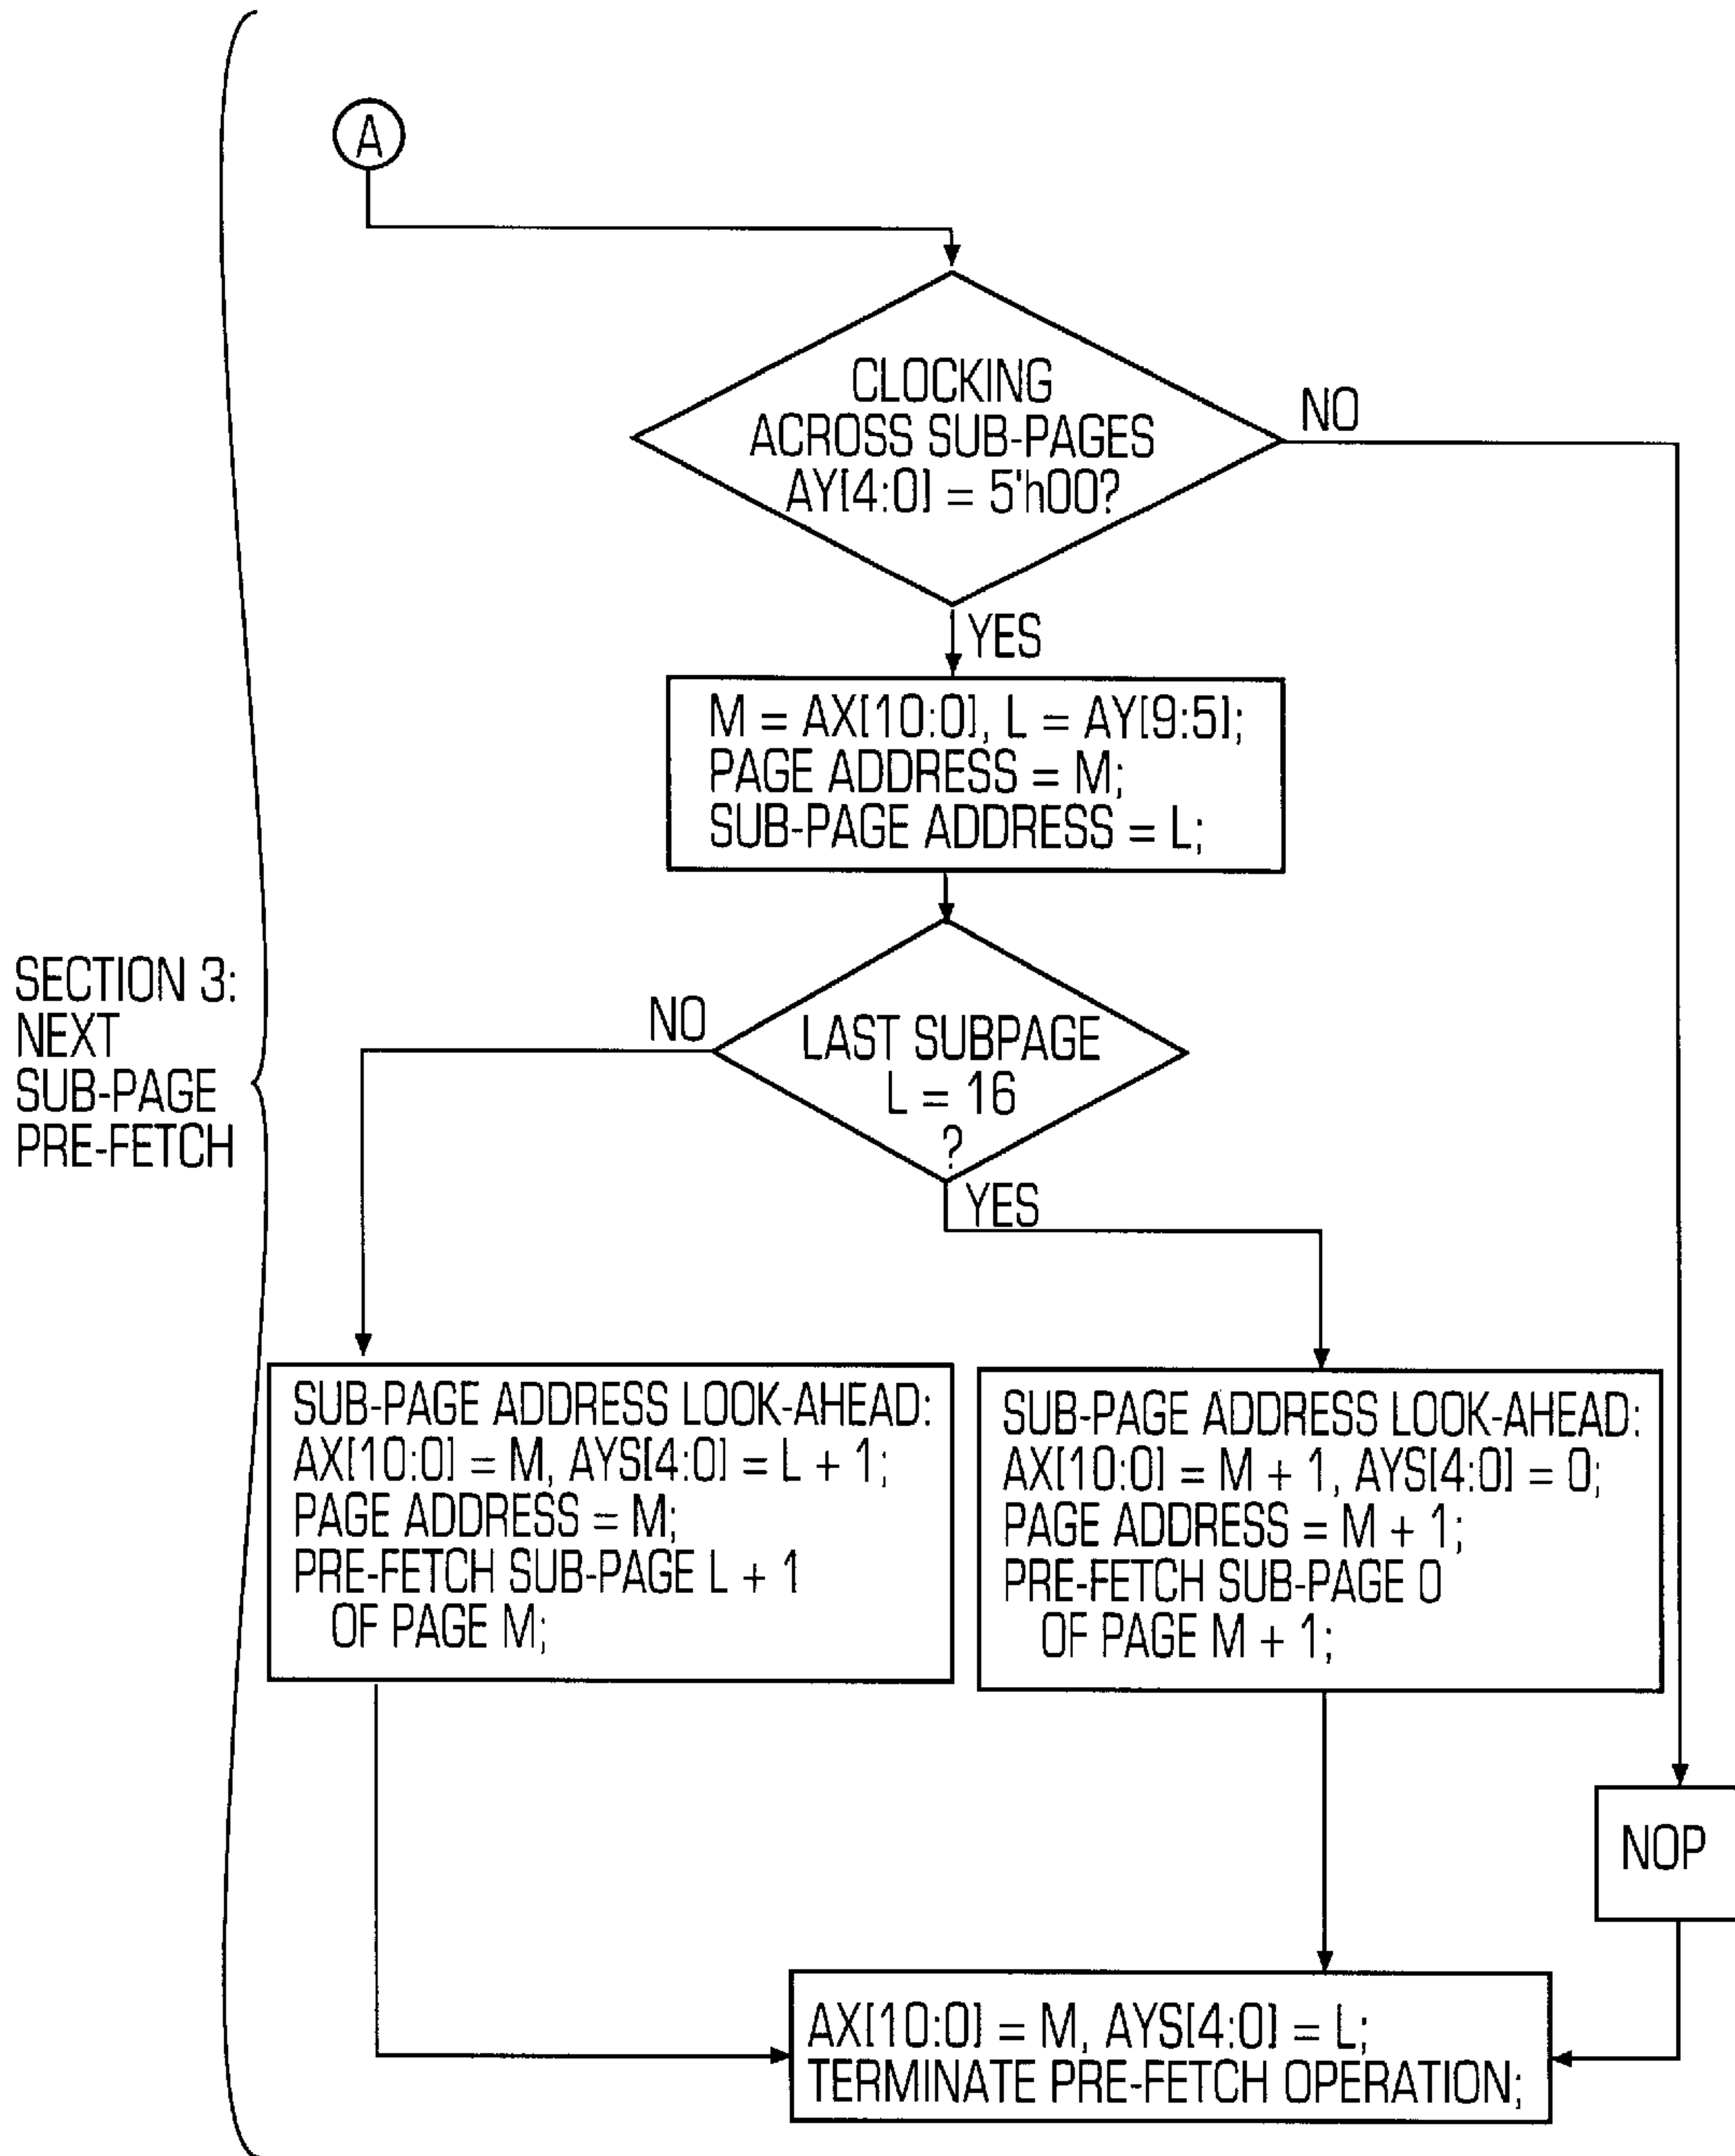 A
CLOCKING
ACROSS SUB-PAGES
AY[4:0] = 5'h00?
NO
YES
M = AX[10:0], L = AY[9:5];
PAGE ADDRESS = M;
SUB-PAGE ADDRESS = L;
SECTION 3:
NEXT
SUB-PAGE
PRE-FETCH
NO
LAST SUBPAGE
L = 16
?
YES
SUB-PAGE ADDRESS LOOK-AHEAD:
AX[10:0] = M, AYS[4:0] = L + 1;
PAGE ADDRESS = M;
PRE-FETCH SUB-PAGE L + 1
OF PAGE M;
SUB-PAGE ADDRESS LOOK-AHEAD:
AX[10:0] = M + 1, AYS[4:0] = 0;
PAGE ADDRESS = M + 1;
PRE-FETCH SUB-PAGE 0
OF PAGE M + 1;
NOP
AX[10:0] = M, AYS[4:0] = L;
TERMINATE PRE-FETCH OPERATION;